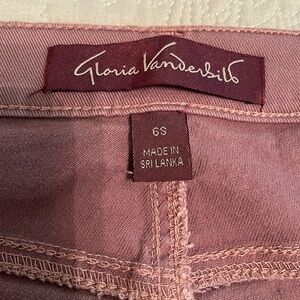 Gloria Vanderbilt
6S
MADE IN
SRI LANKA